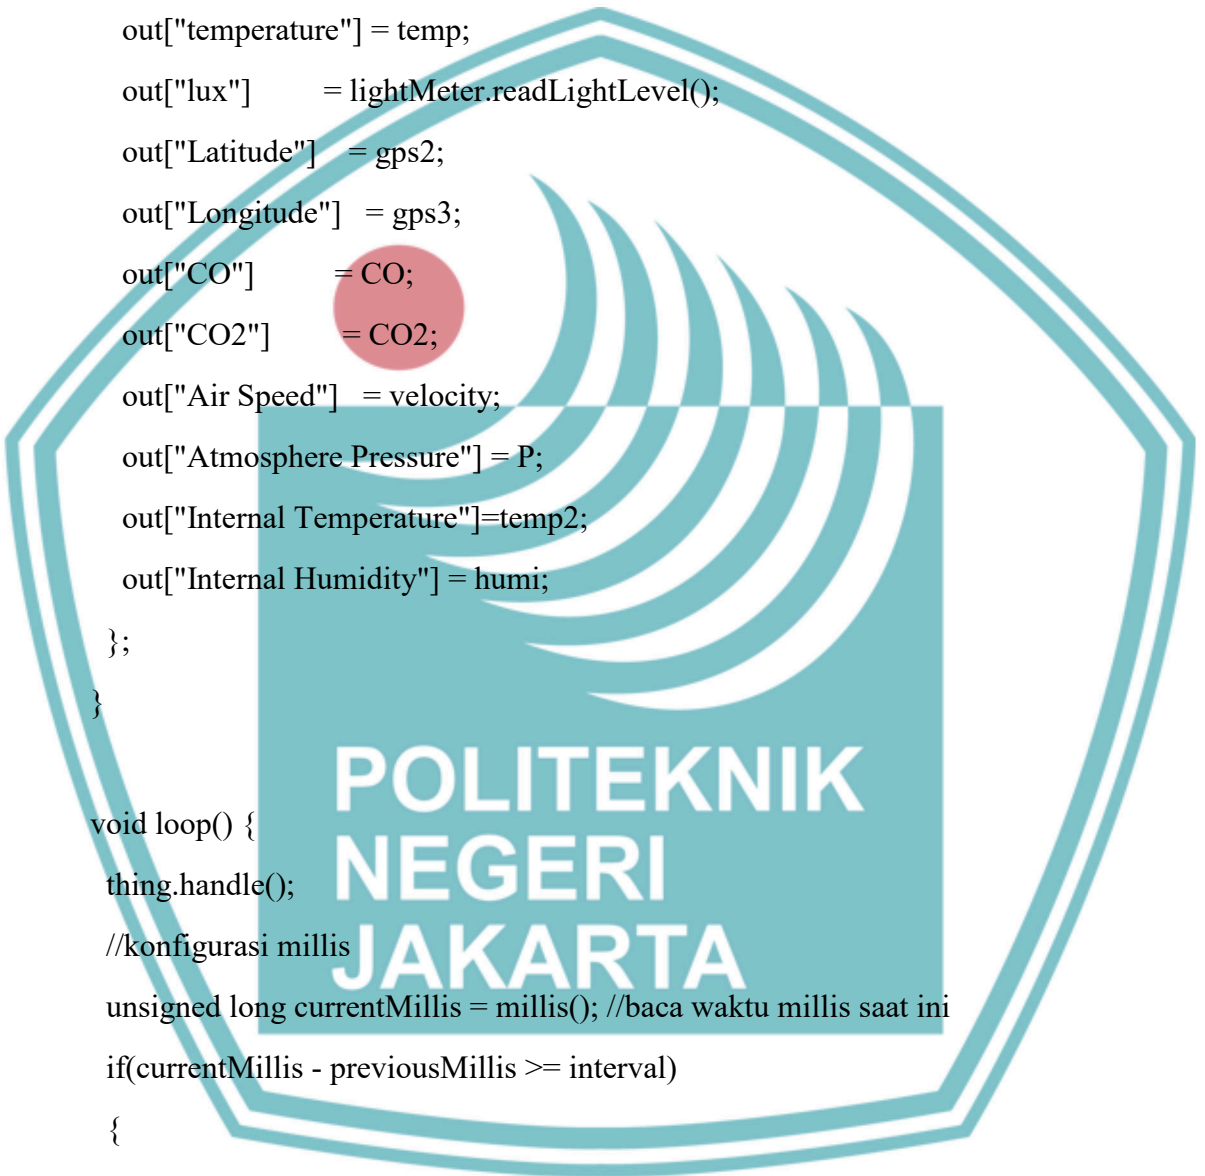 out["temperature"] = temp;
out["lux"] = lightMeter.readLightLevel();
out["Latitude"] = gps2;
out["Longitude"] = gps3;
out["CO"] = CO;
out["CO2"] = CO2;
out["Air Speed"] = velocity;
out["Atmosphere Pressure"] = P;
out["Internal Temperature"]=temp2;
out["Internal Humidity"] = humi;
};
}
POLITEKNIK
void loop() {
NEGERI
thing.handle();
//konfigurasi millis
JAKARTA
unsigned long currentMillis = millis(); //baca waktu millis saat ini
if(currentMillis - previousMillis >= interval)
{